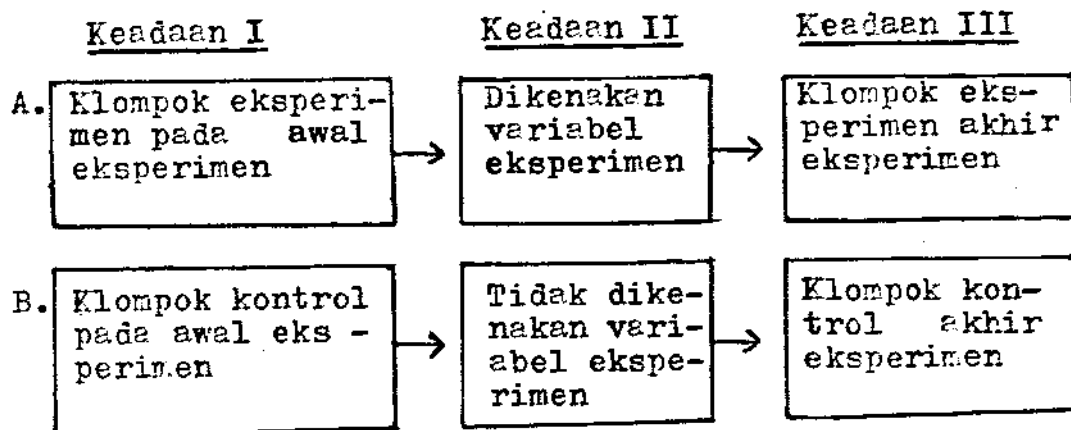 Keadaan I
Keadaan II
Keadaan III
A.
Klompok eksperi-
men pada awal
eksperimen
Dikenakan
variabel
eksperimen
Klompok eks-
perimen akhir
eksperimen
B.
Klompok kontrol
pada awal eks -
perimen
Tidak dike-
nakan vari-
abel ekspe-
rimen
Klompok kon-
trol akhir
eksperimen